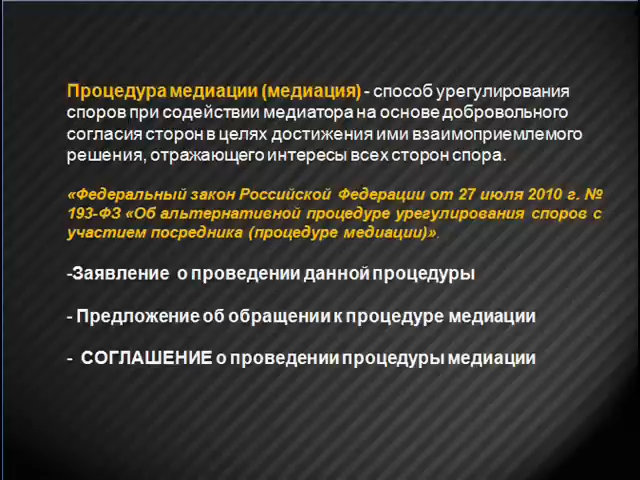 Процедура медиации (медиация) - способ урегулирования
споров при содействии медиатора на основе добровольного
согласия сторон в целях достижения ими взаимоприемлемого
решения, отражающего интересы всех сторон спора.
«Федеральный закон Российской Федерации от 27 июля 2010 г. №
193-ФЗ «Об альтернативной процедуре урегулирования споров с
участием посредника (процедуре медиации)».
-Заявление о проведении данной процедуры
- Предложение об обращении к процедуре медиации
- СОГЛАШЕНИЕ о проведении процедуры медиации